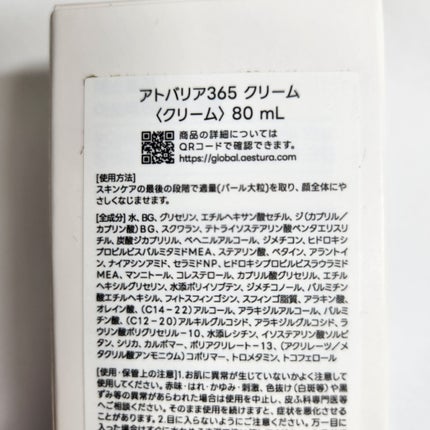 アトバリア365 クリーム
〈クリーム〉 80 mL
商品の詳細については
QRコードで確認できます。
https://global.aestura.com
[使用方法]
スキンケアの最後の段階で適量(パール大粒)を取り、顔全体にや
さしくなじませます。
[全成分] 水、BG、グリセリン、エチルヘキサン酸セチル、ジ(カプリル/
カプリン酸)BG、スクワラン、テトライソステアリン酸ペンタエリスリ
チル、炭酸ジカプリリル、ベヘニルアルコール、ジメチコン、ヒドロキシ
プロピルビスパルミタミドMEA、ステアリン酸、ベタイン、アラントイ
ン、ナイアシンアミド、セラミドNP、ヒドロキシプロピルビスラウラミド
MEA、マンニトール、コレステロール、カプリル酸グリセリル、エチル
ヘキシルグリセリン、水添ポリイソブテン、ジメチコノール、パルミチン
酸エチルヘキシル、フィトスフィンゴシン、スフィンゴ脂質、アラキン酸、
オレイン酸、(C14-22)アルコール、アラキジルアルコール、パルミ
チン酸、(C12-20)アルキルグルコシド、アラキジルグルコシド、ラ
ウリン酸ポリグリセリル-10、水添レシチン、イソステアリン酸ソルビ
タン、シリカ、カルボマー、ポリアクリレート-13、(アクリレーツ/メ
タクリル酸アンモニウム)コポリマー、トロメタミン、トコフェロール
[使用・保管上の注意] 1.お肌に異常が生じていないかよく注意して
使用してください。赤味・はれ・かゆみ・刺激、色抜け(白斑等)や黒
ずみ等の異常があらわれた場合は使用を中止し、皮ふ科専門医等
へご相談ください。そのまま使用を続けますと、症状を悪化させる
ことがあります。2.目に入らないようにご注意ください。万一目に
入った場合は